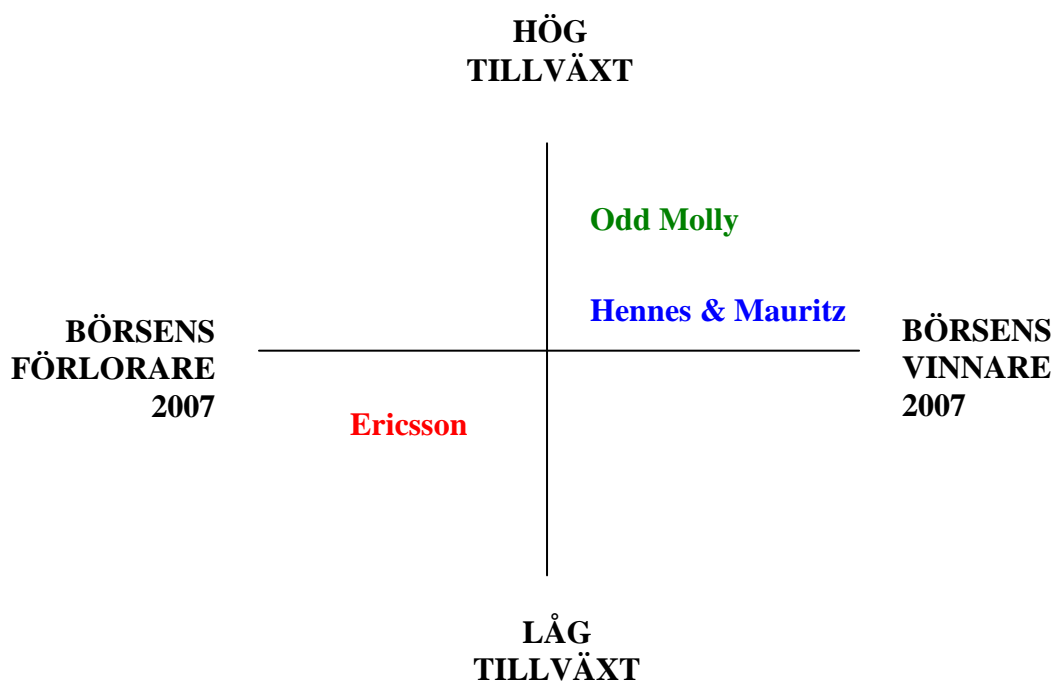 HÖG
TILLVÄXT
Odd Molly
Hennes & Mauritz
BÖRSENS
FÖRLORARE
2007
BÖRSENS
VINNARE
2007
Ericsson
LÅG
TILLVÄXT